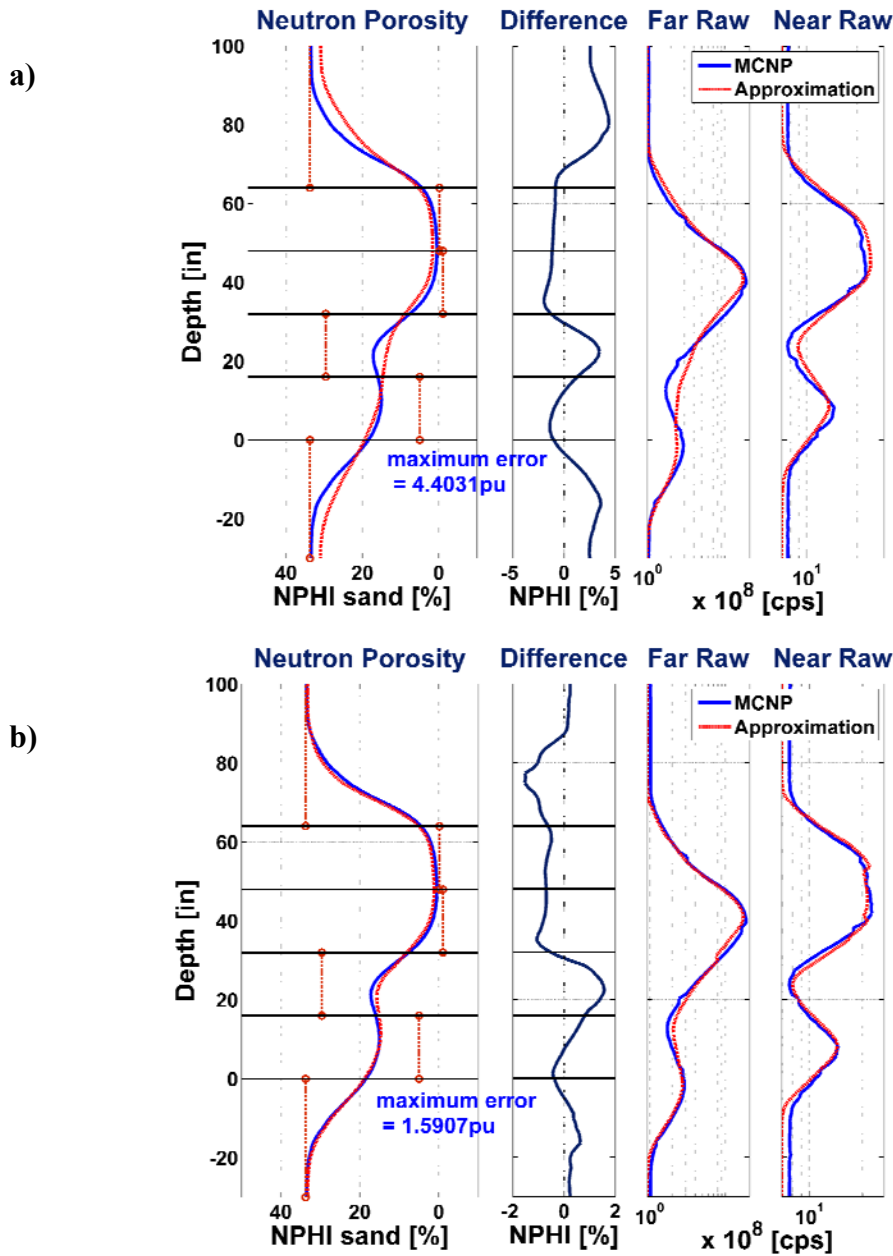 Neutron Porosity Difference Far Raw Near Raw
a)
100
80
60
40
20
0
-20
Depth [in]
MCNP
Approximation
maximum error
= 4.4031pu
40 20 0
-5 0 5
10^0
10^1
NPHI sand [%]
NPHI [%]
x 10^8 [cps]
Neutron Porosity Difference Far Raw Near Raw
b)
100
80
60
40
20
0
-20
Depth [in]
MCNP
Approximation
maximum error
= 1.5907pu
40 20 0
-2 0 2
10^0
10^1
NPHI sand [%]
NPHI [%]
x 10^8 [cps]